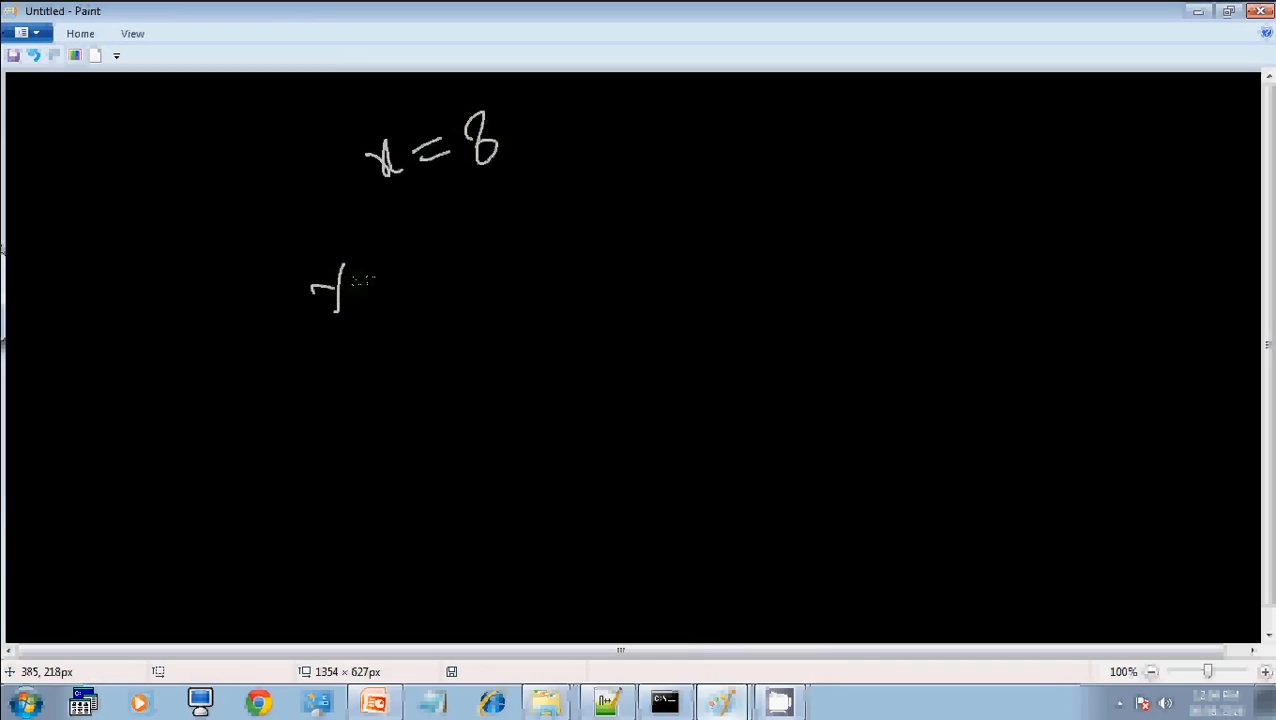 Untitled - Paint
Home View
x = 8
y
385, 218px
1354 × 627px
100%